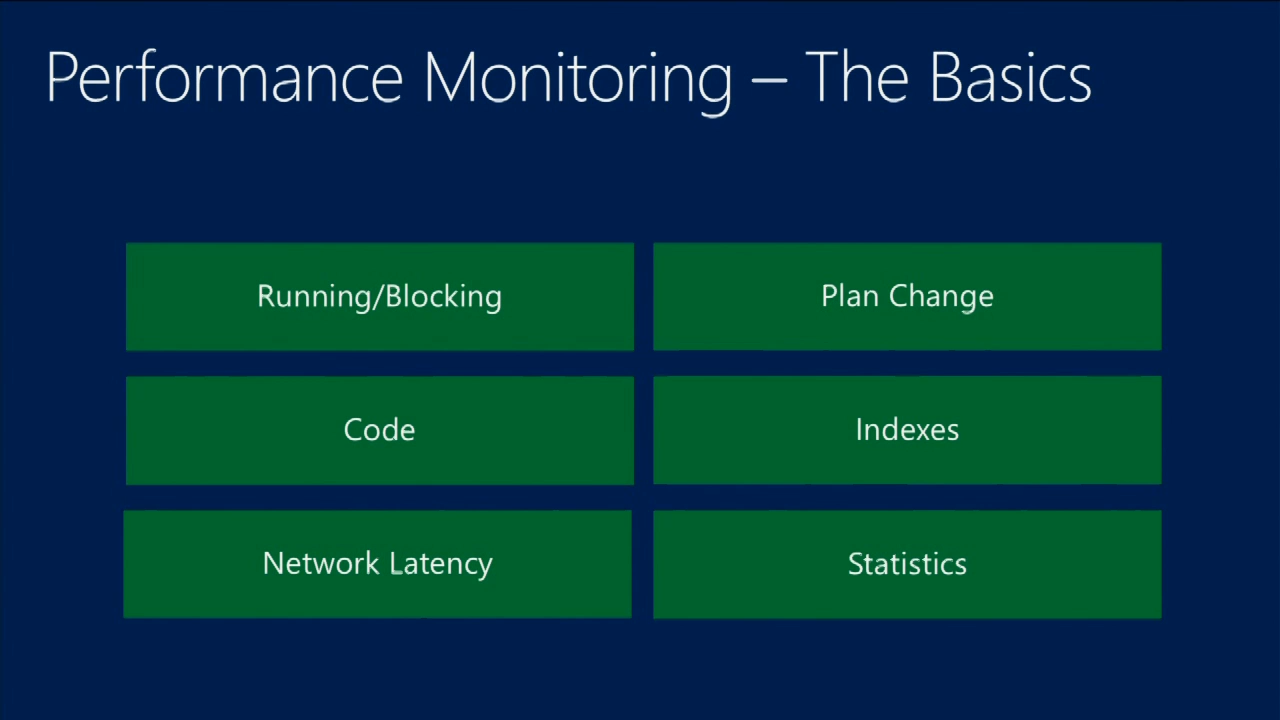 Performance Monitoring – The Basics
Running/Blocking
Plan Change
Code
Indexes
Network Latency
Statistics